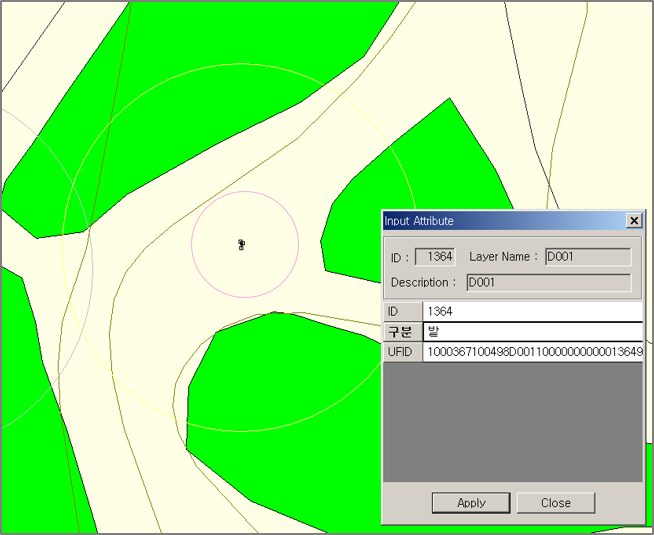 Input Attribute
ID : 1364 Layer Name : D001
Description : D001
ID 1364
구분 밭
UFID 1000367100498D00110000000000013649
Apply Close